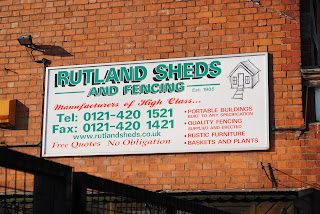 RUTLAND SHEDS
AND FENCING
Manufacturers of High Class...
Tel: 0121-420 1521
Fax: 0121-420 1421
www.rutlandsheds.co.uk
Free Quotes No Obligation
• PORTABLE BUILDINGS
BUILT TO ANY SPECIFICATION
• QUALITY FENCING
SUPPLIED AND ERECTED
• RUSTIC FURNITURE
• BASKETS AND PLANTS